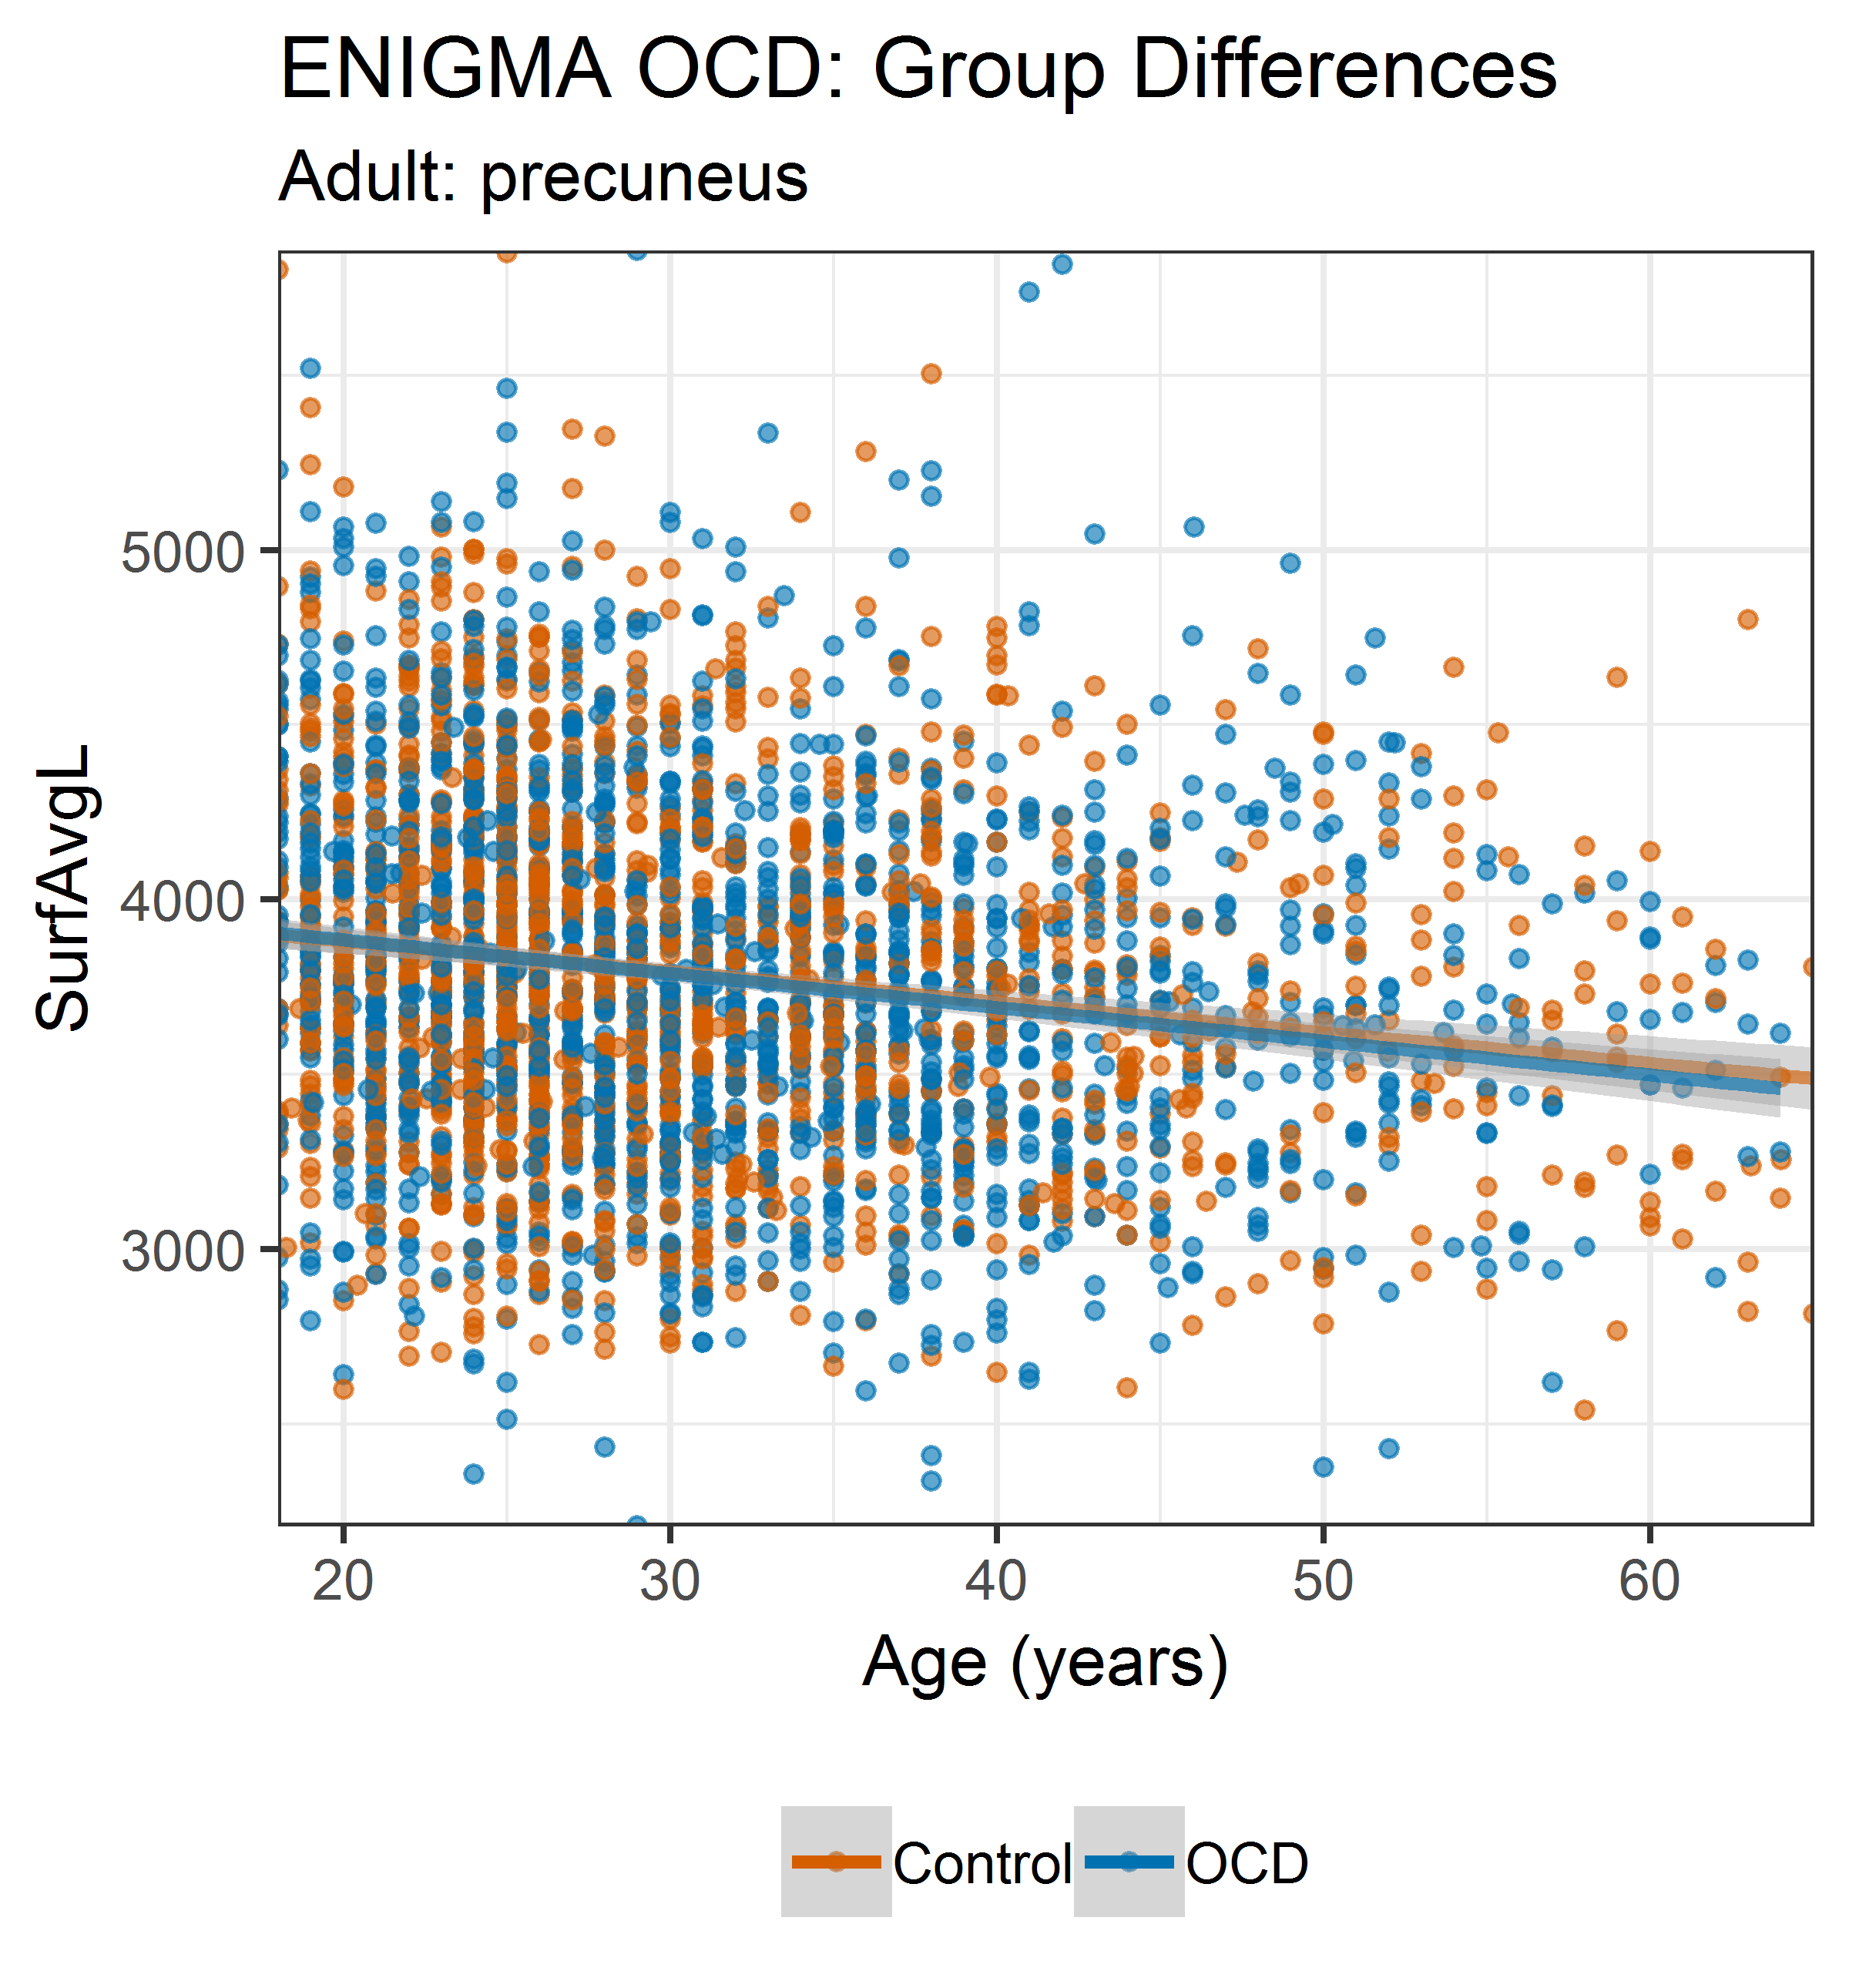 ENIGMA OCD: Group Differences
Adult: precuneus
SurfAvgL
5000
4000
3000
20 30 40 50 60
Age (years)
Control OCD